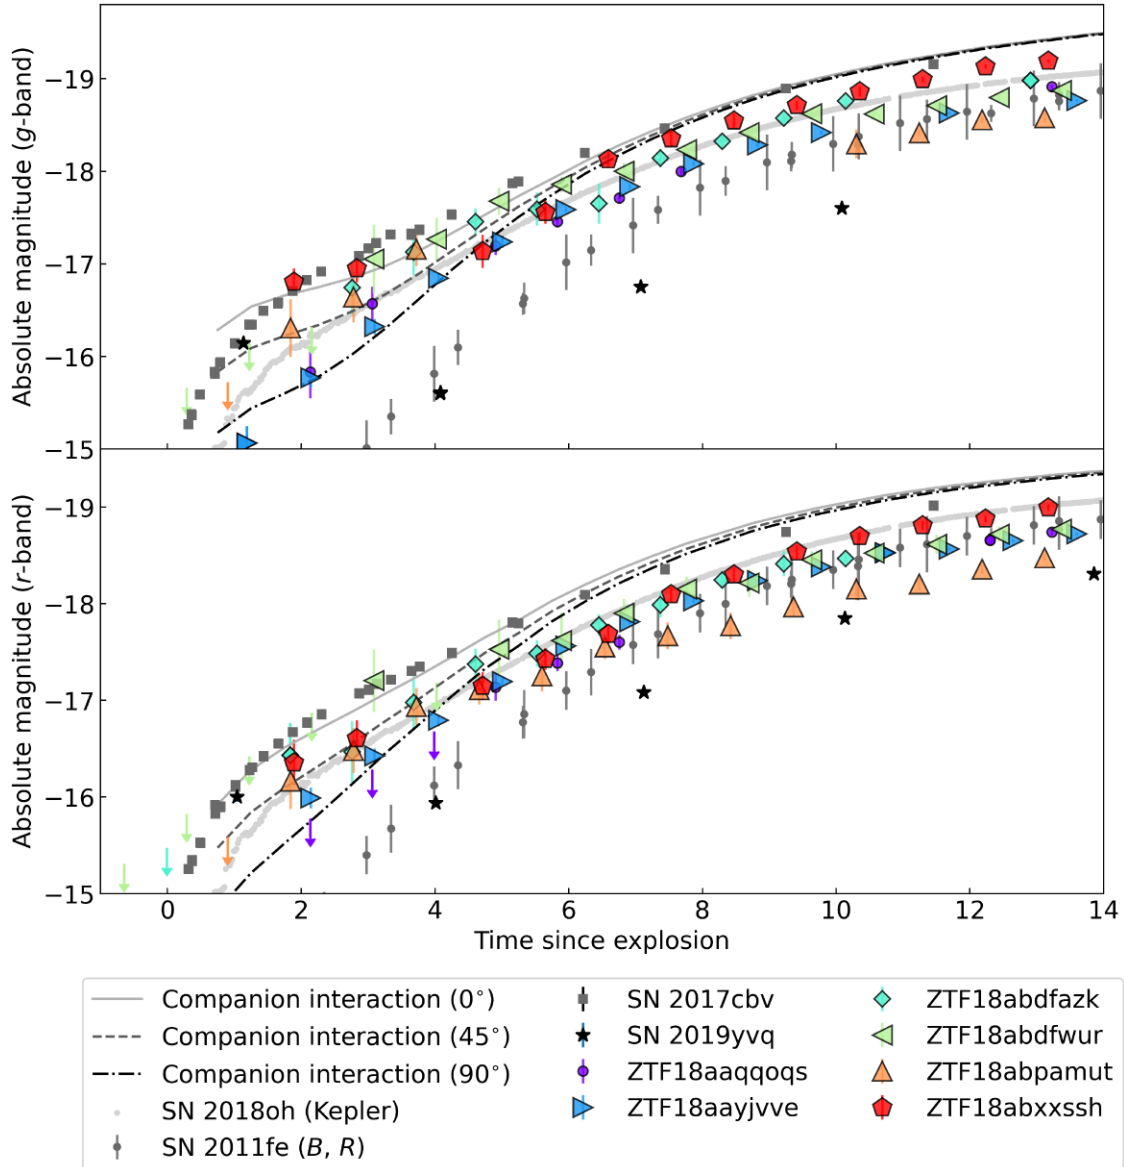 Absolute magnitude (g-band)
−19
−18
−17
−16
−15
Absolute magnitude (r-band)
−19
−18
−17
−16
−15
0 2 4 6 8 10 12 14
Time since explosion
Companion interaction (0°)
Companion interaction (45°)
Companion interaction (90°)
SN 2018oh (Kepler)
SN 2011fe (B, R)
SN 2017cbv
SN 2019yvq
ZTF18aaqqoqs
ZTF18aayjvve
ZTF18abdfazk
ZTF18abdfwur
ZTF18abpamut
ZTF18abxxssh